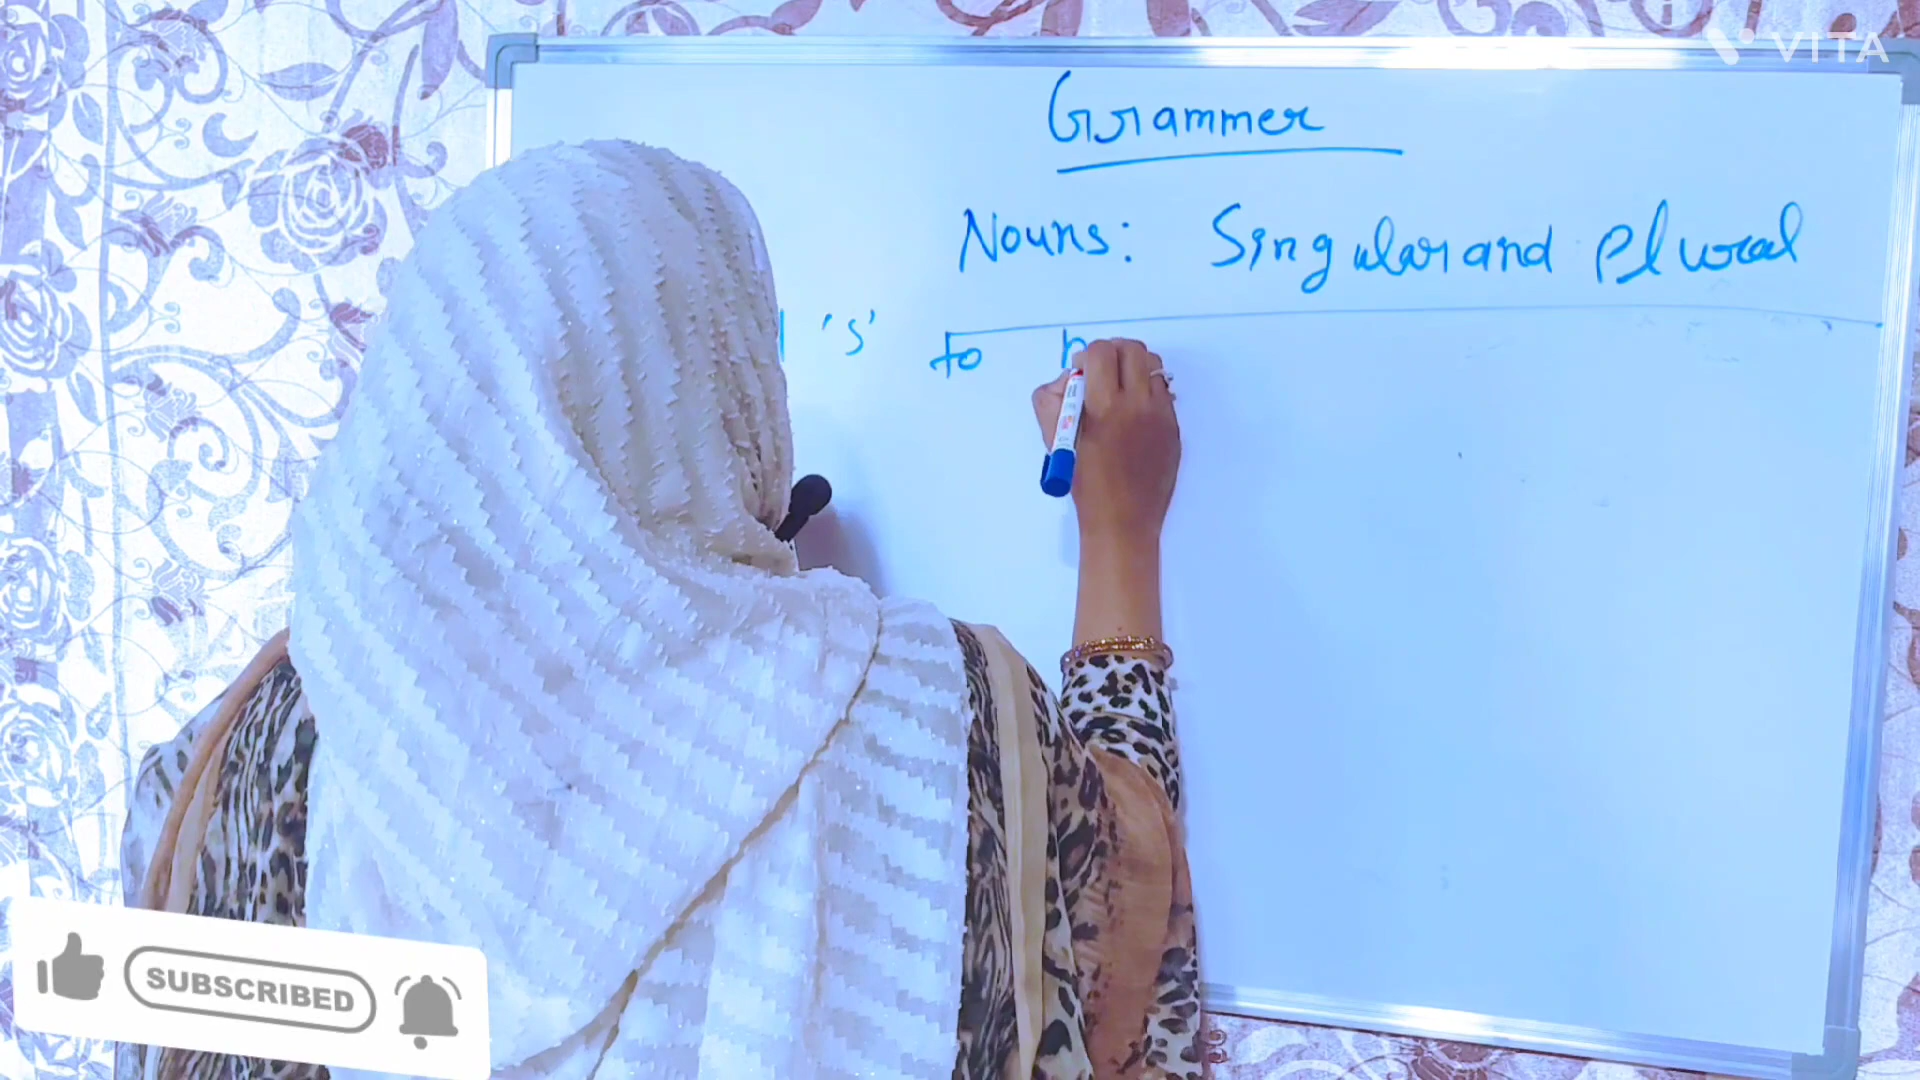 VITA
Grammer
Nouns: Singular and Plural
's' to
SUBSCRIBED